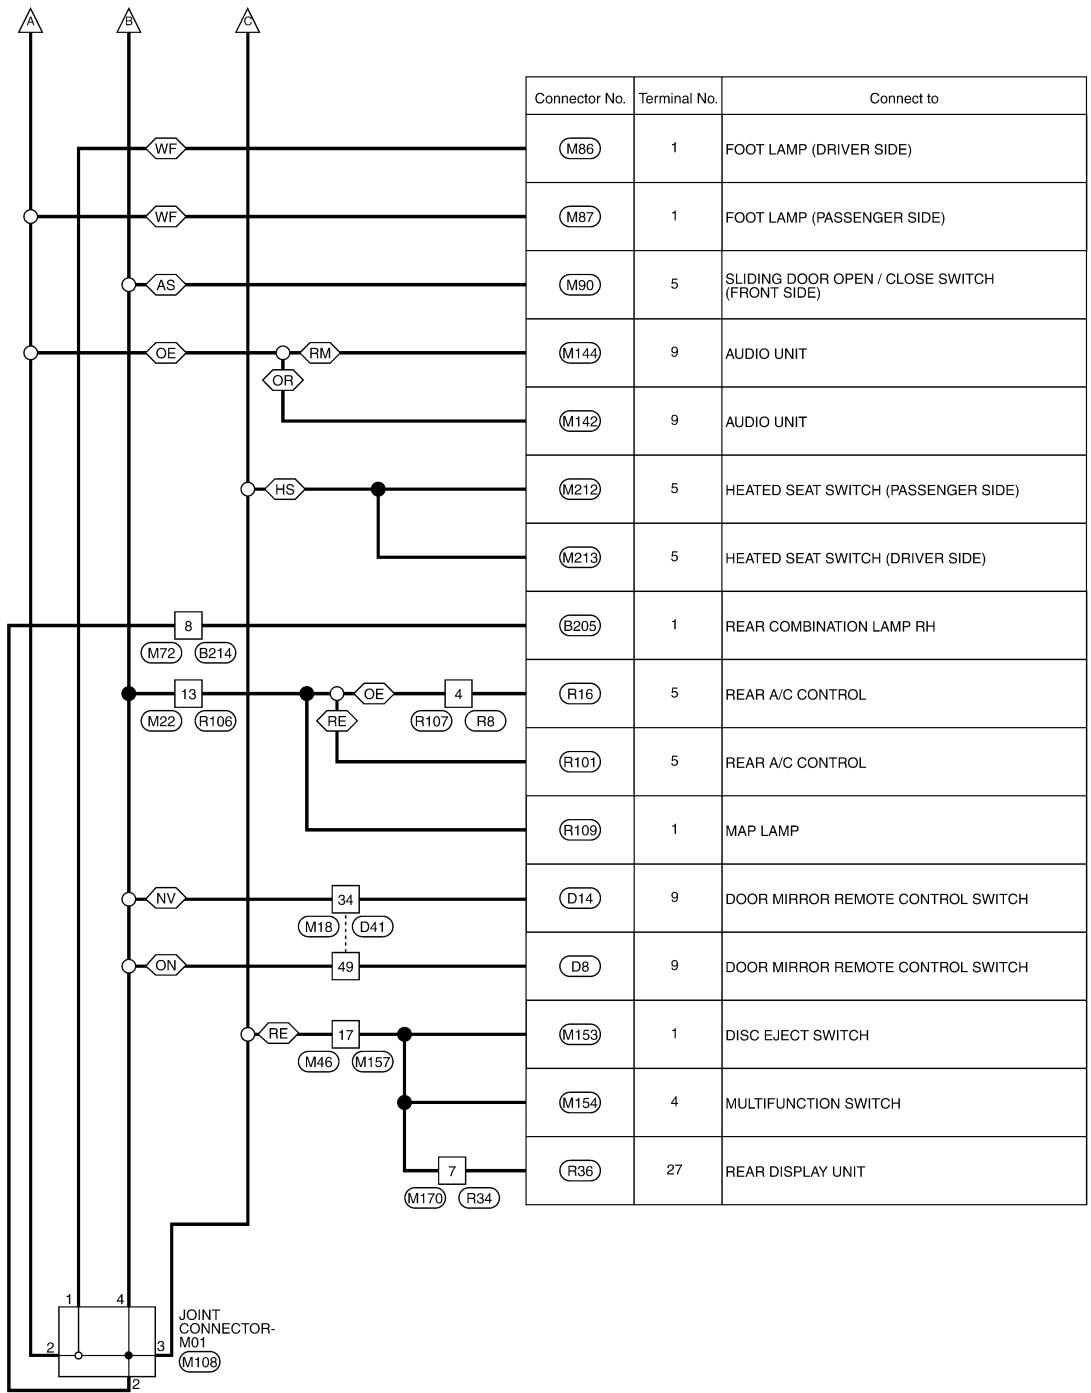 A B C
Connector No. Terminal No. Connect to
WF M86 1 FOOT LAMP (DRIVER SIDE)
WF M87 1 FOOT LAMP (PASSENGER SIDE)
AS M90 5 SLIDING DOOR OPEN / CLOSE SWITCH
(FRONT SIDE)
OE RM M144 9 AUDIO UNIT
OR
M142 9 AUDIO UNIT
HS M212 5 HEATED SEAT SWITCH (PASSENGER SIDE)
M213 5 HEATED SEAT SWITCH (DRIVER SIDE)
8 B205 1 REAR COMBINATION LAMP RH
M72 B214
13 OE 4 R16 5 REAR A/C CONTROL
M22 R106 RE R107 R8
R101 5 REAR A/C CONTROL
R109 1 MAP LAMP
NV 34 D14 9 DOOR MIRROR REMOTE CONTROL SWITCH
M18 D41
ON 49 D8 9 DOOR MIRROR REMOTE CONTROL SWITCH
RE 17 M153 1 DISC EJECT SWITCH
M46 M157
M154 4 MULTIFUNCTION SWITCH
7 R36 27 REAR DISPLAY UNIT
M170 R34
1 4
JOINT
CONNECTOR-
M01
2 3
M108
2